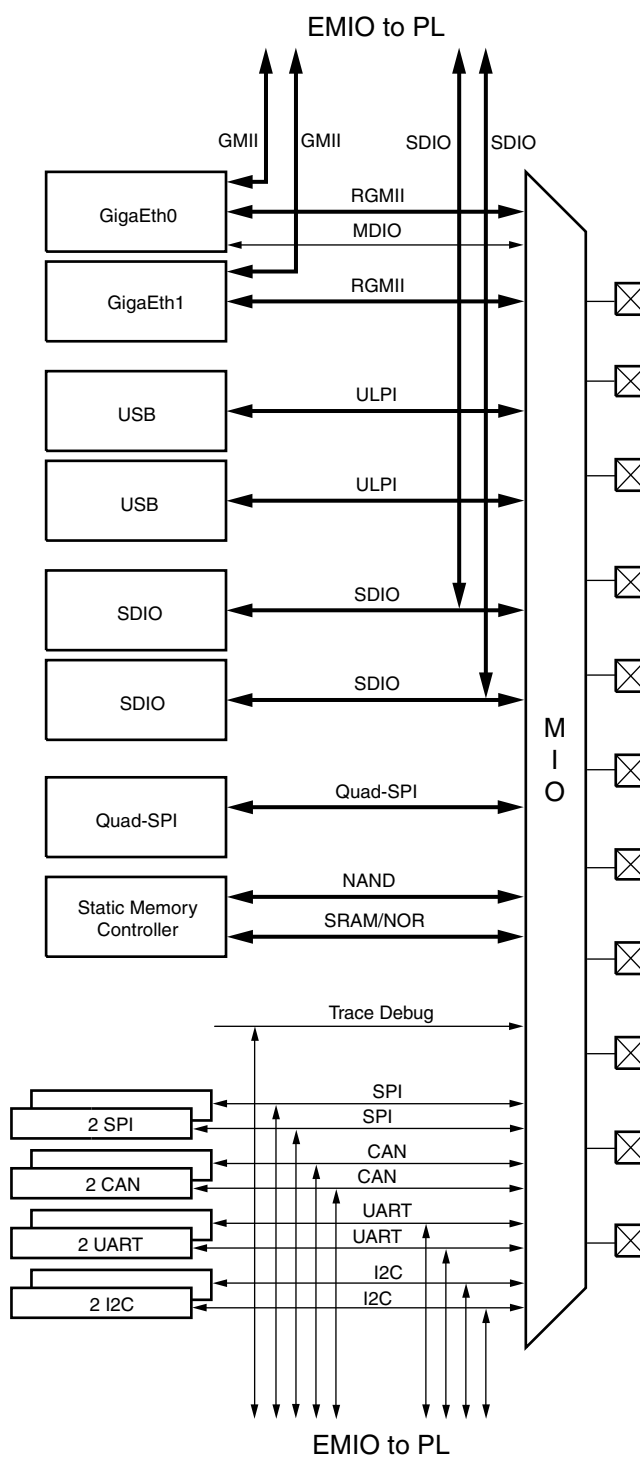 EMIO to PL
GMII
GMII
SDIO
SDIO
GigaEth0
RGMII
MDIO
GigaEth1
RGMII
USB
ULPI
USB
ULPI
SDIO
SDIO
SDIO
SDIO
M
I
O
Quad-SPI
Quad-SPI
Static Memory
Controller
NAND
SRAM/NOR
Trace Debug
SPI
2 SPI
SPI
CAN
2 CAN
CAN
UART
2 UART
UART
I2C
2 I2C
I2C
EMIO to PL